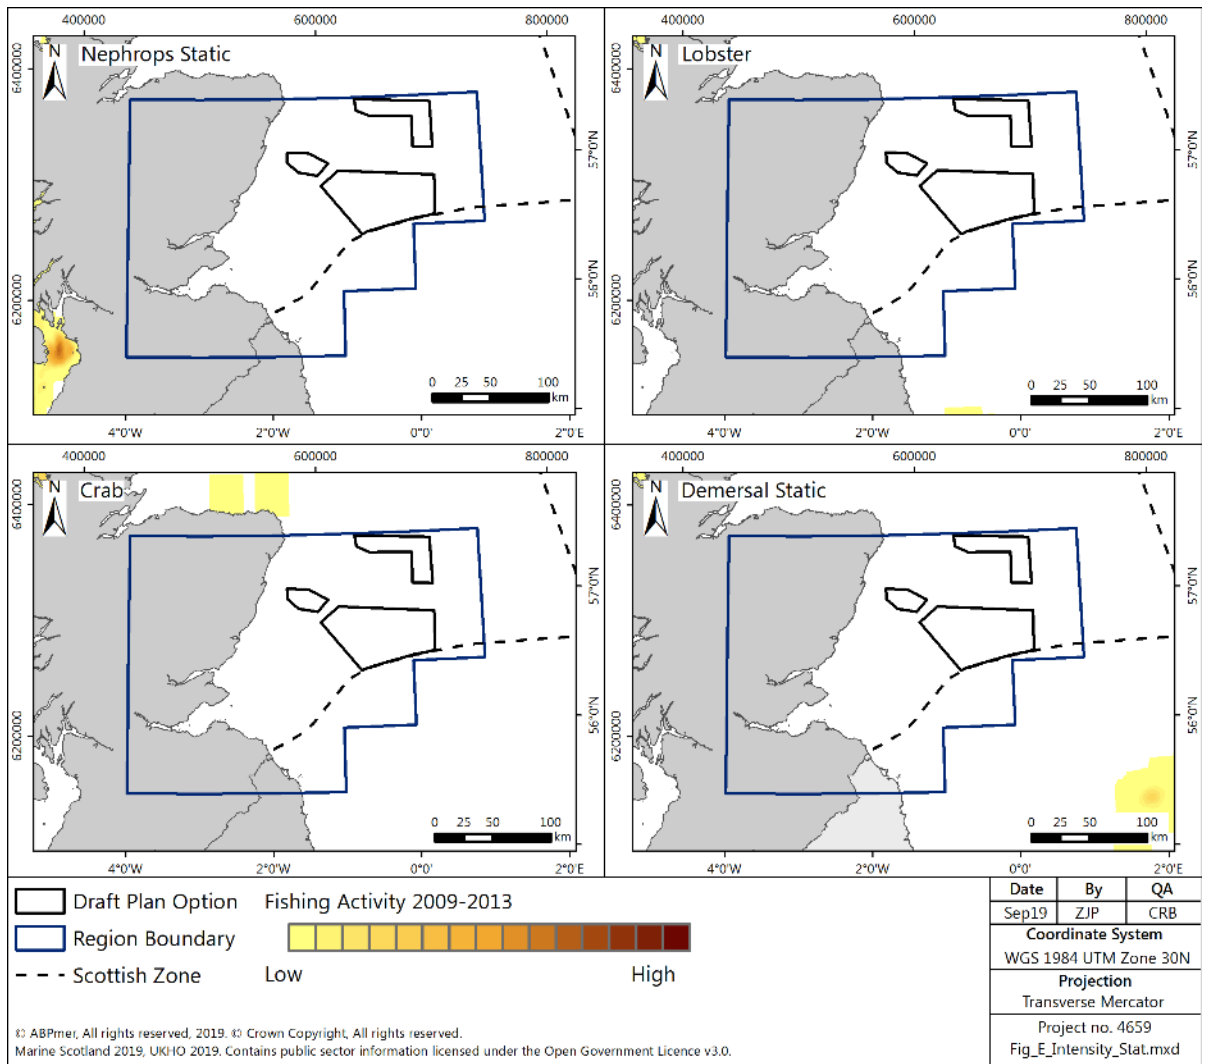 400000 600000 800000 600000 800000
N Nephrops Static N Lobster
6400000 6400000
57°0'N 57°0'N
56°0'N 56°0'N
6200000 6200000
0 25 50 100 0 25 50 100
km km
4°0'W 2°0'W 0°0' 2°0'E 4°0'W 2°0'W 0°0' 2°0'E
400000 600000 800000 400000 600000 800000
N Crab N Demersal Static
6400000 6400000
57°0'N 57°0'N
56°0'N 56°0'N
6200000 6200000
0 25 50 100 0 25 50 100
km km
4°0'W 2°0'W 0°0' 2°0'E 4°0'W 2°0'W 0°0' 2°0'E
Draft Plan Option
Region Boundary
Scottish Zone
Fishing Activity 2009-2013
Low High
Date By QA
Sep19 ZJP CRB
Coordinate System
WGS 1984 UTM Zone 30N
Projection
Transverse Mercator
Project no. 4659
Fig_E_Intensity_Stat.mxd
© ABPmer, All rights reserved, 2019. © Crown Copyright, All rights reserved.
Marine Scotland 2019, UKHO 2019. Contains public sector information licensed under the Open Government Licence v3.0.